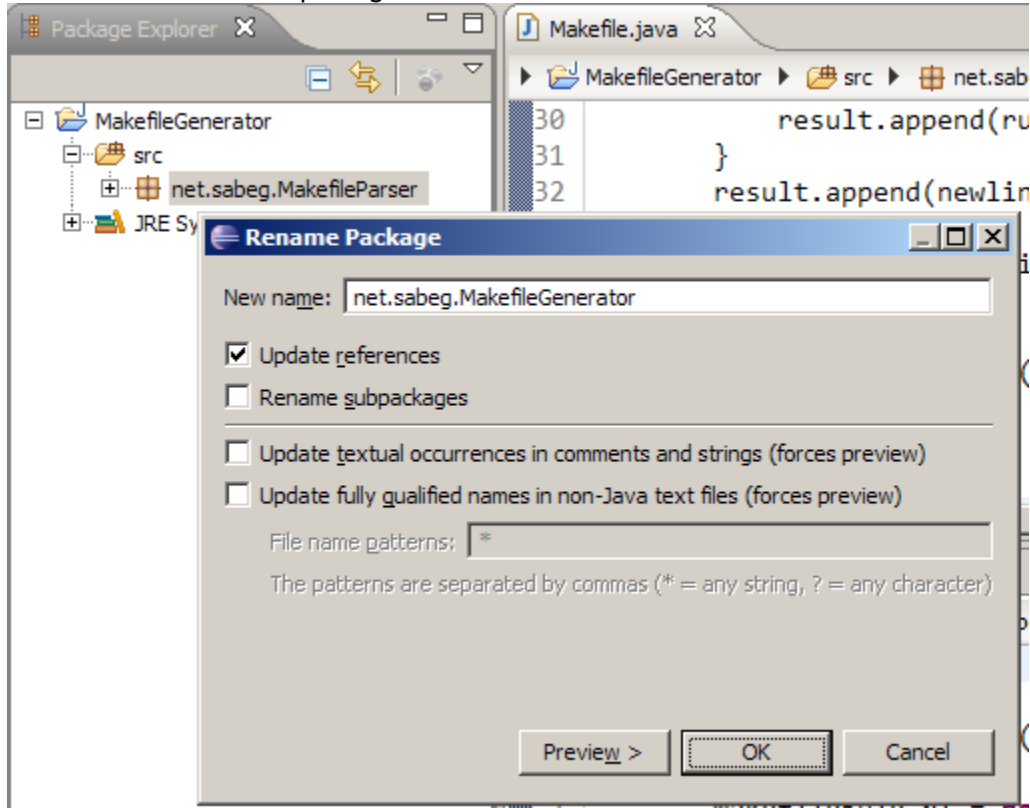 Package Explorer
Makefile.java
MakefileGenerator src net.sab
MakefileGenerator
src
net.sabeg.MakefileParser
JRE Sy
30 result.append(ru
31 }
32 result.append(newlin
Rename Package
New name: net.sabeg.MakefileGenerator
Update references
Rename subpackages
Update textual occurrences in comments and strings (forces preview)
Update fully qualified names in non-Java text files (forces preview)
File name patterns: *
The patterns are separated by commas (* = any string, ? = any character)
Preview > OK Cancel